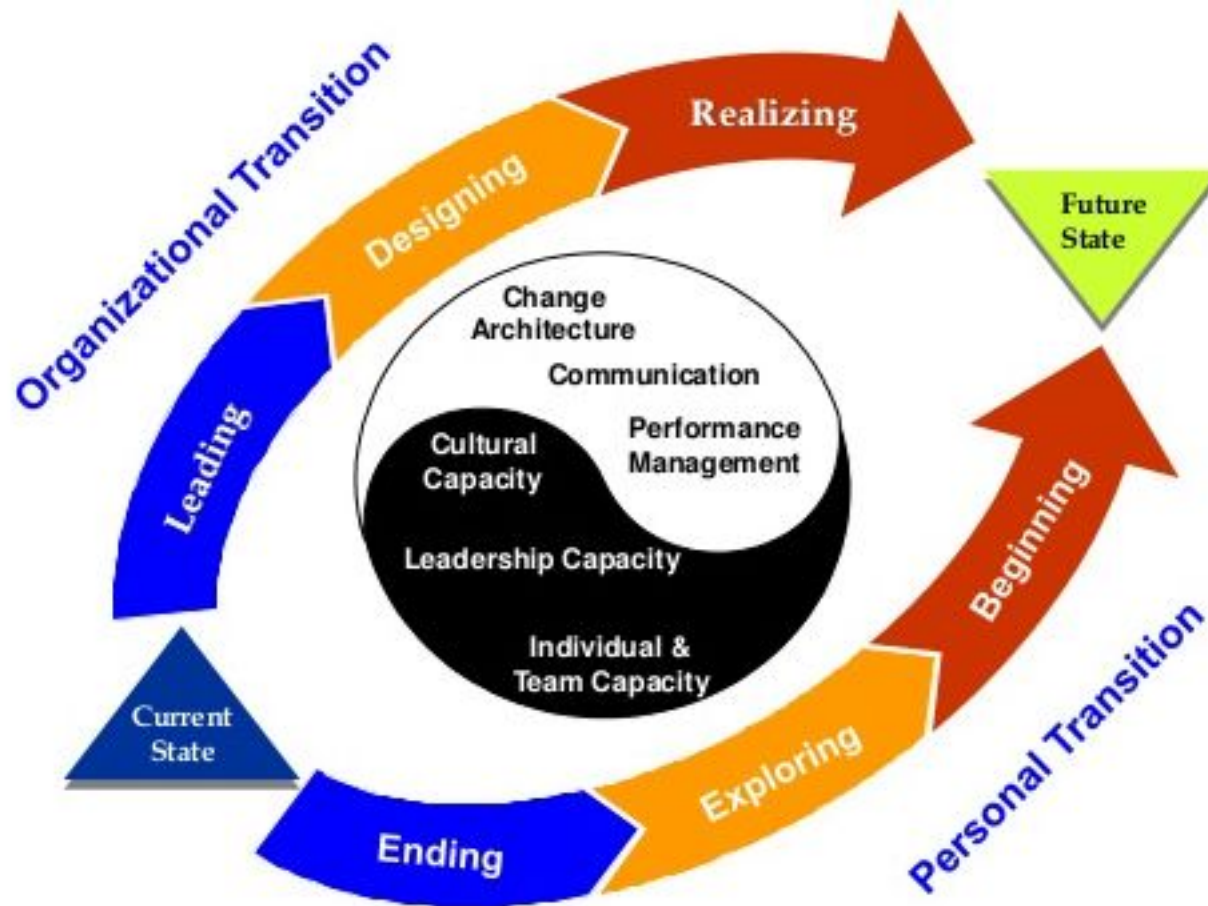 Organizational Transition
Leading
Designing
Realizing
Future
State
Change
Architecture
Communication
Performance
Management
Cultural
Capacity
Leadership Capacity
Individual &
Team Capacity
Current
State
Ending
Exploring
Beginning
Personal Transition